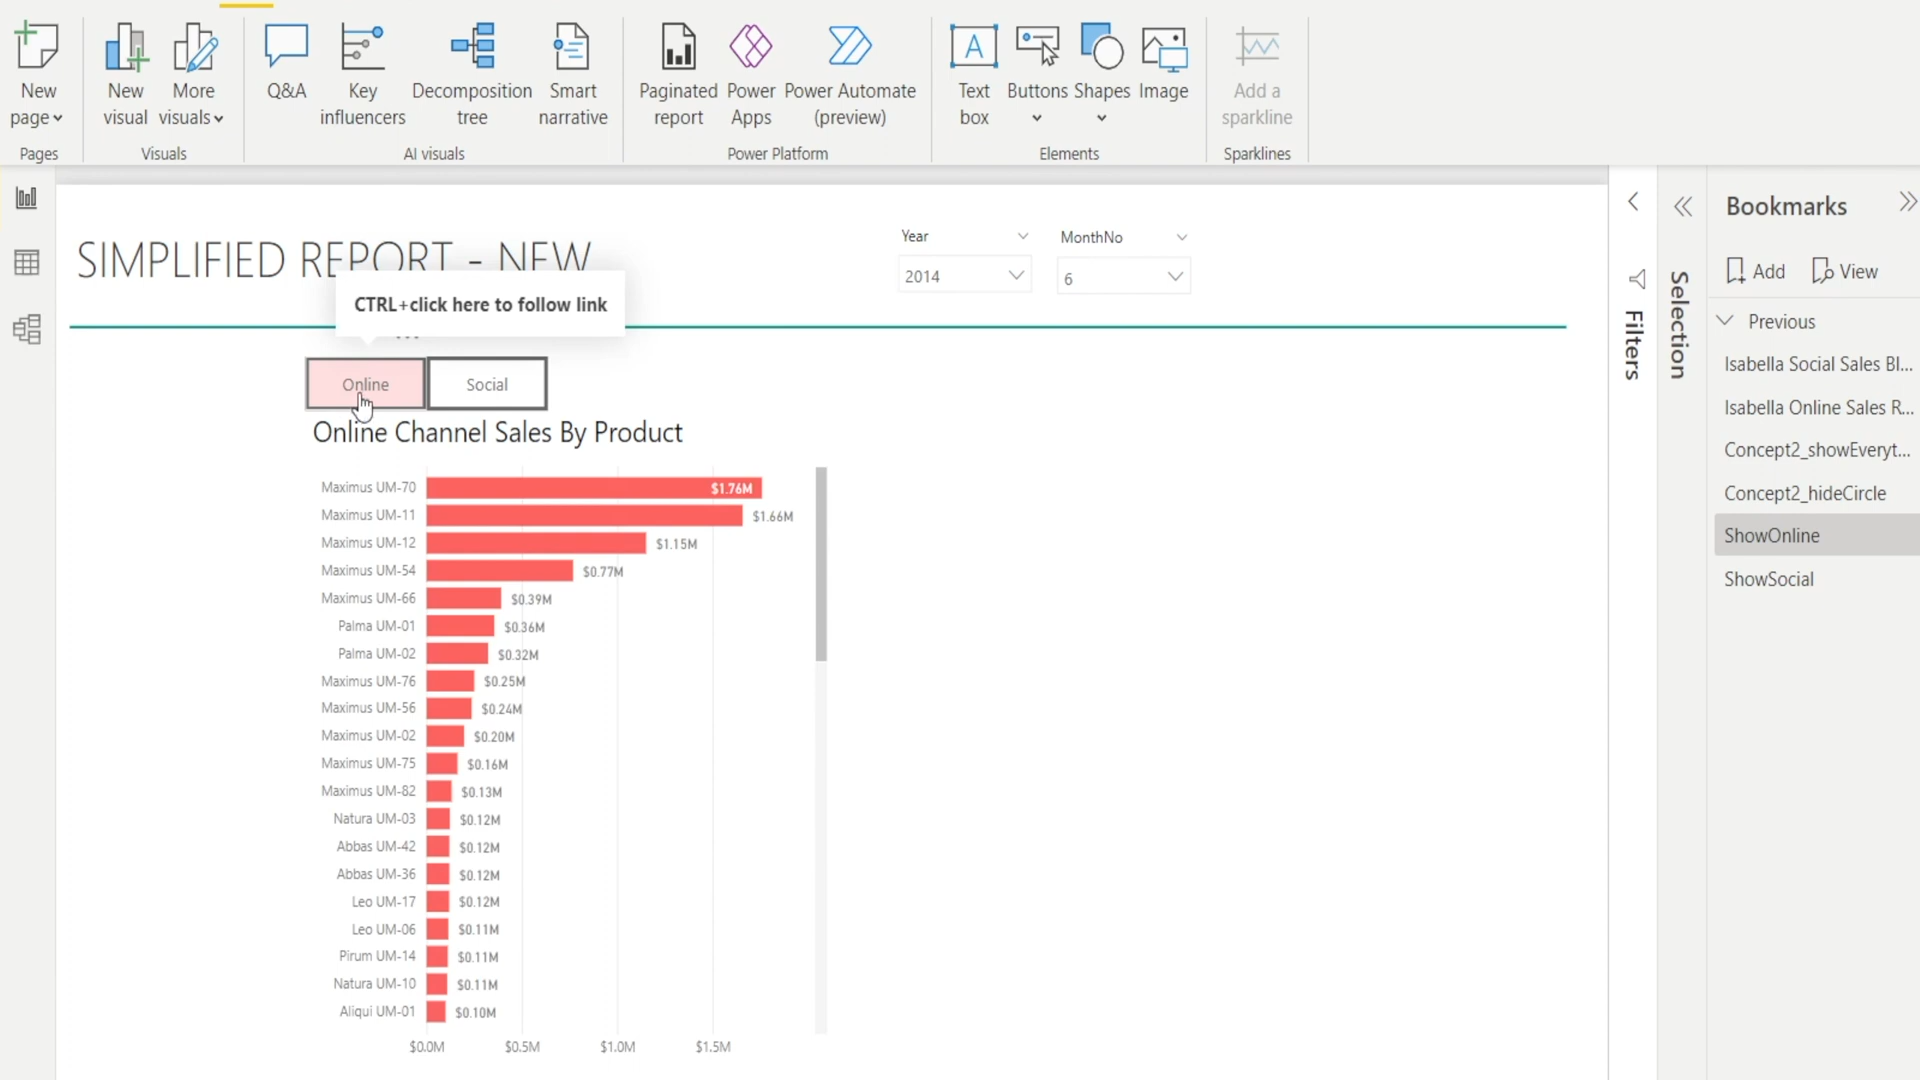 New page
New visual
More visuals
Q&A
Key influencers
Decomposition tree
Smart narrative
Paginated report
Power Apps
Power Automate (preview)
Text box
Buttons
Shapes
Image
Add a sparkline
Pages
Visuals
AI visuals
Power Platform
Elements
Sparklines
SIMPLIFIED REPORT - NEW
Year
2014
MonthNo
6
CTRL+click here to follow link
Online
Social
Online Channel Sales By Product
Maximus UM-70 $1.76M
Maximus UM-11 $1.66M
Maximus UM-12 $1.15M
Maximus UM-54 $0.77M
Maximus UM-66 $0.39M
Palma UM-01 $0.36M
Palma UM-02 $0.32M
Maximus UM-76 $0.25M
Maximus UM-56 $0.24M
Maximus UM-02 $0.20M
Maximus UM-75 $0.16M
Maximus UM-82 $0.13M
Natura UM-03 $0.12M
Abbas UM-42 $0.12M
Abbas UM-36 $0.12M
Leo UM-17 $0.12M
Leo UM-06 $0.11M
Pirum UM-14 $0.11M
Natura UM-10 $0.11M
Aliqui UM-01 $0.10M
$0.0M $0.5M $1.0M $1.5M
Filters
Selection
Bookmarks
Add View
Previous
Isabella Social Sales Bl...
Isabella Online Sales R...
Concept2_showEveryt...
Concept2_hideCircle
ShowOnline
ShowSocial